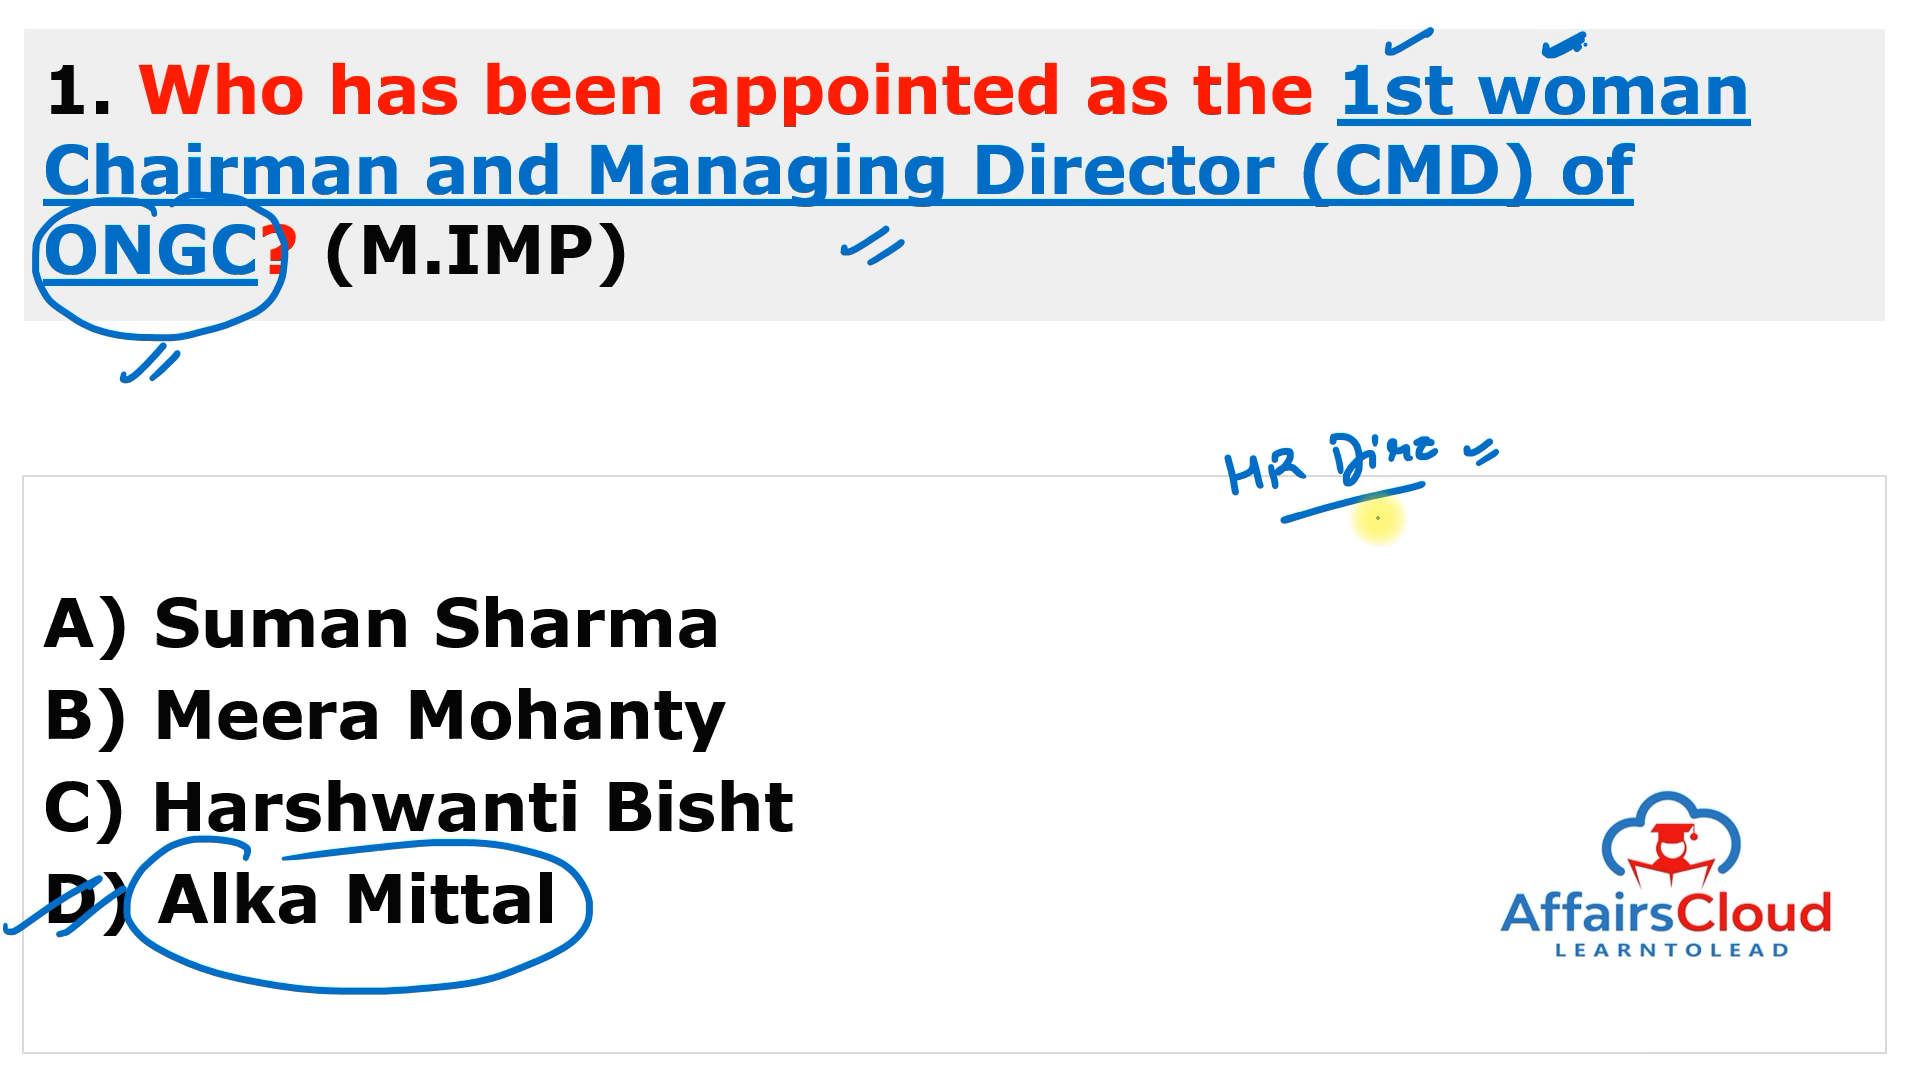 1. Who has been appointed as the 1st woman
Chairman and Managing Director (CMD) of
ONGC? (M.IMP)
HR Dire
A) Suman Sharma
B) Meera Mohanty
C) Harshwanti Bisht
D) Alka Mittal
AffairsCloud
LEARNTOLEAD